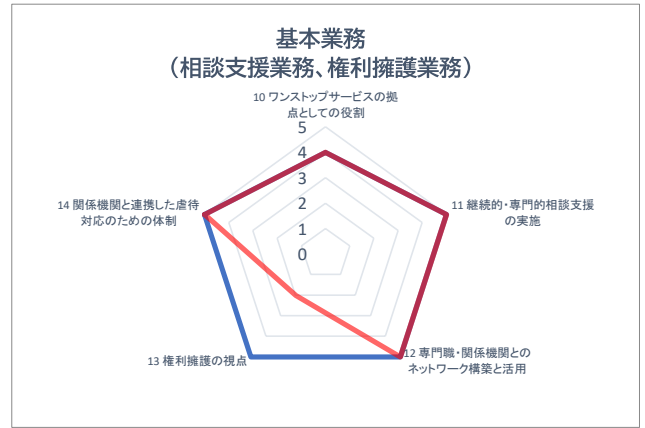 基本業務
（相談支援業務、権利擁護業務）
10 ワンストップサービスの拠
点としての役割
5
4
3
2
1
0
14 関係機関と連携した虐待
対応のための体制
11 継続的・専門的相談支援
の実施
13 権利擁護の視点
12 専門職・関係機関との
ネットワーク構築と活用